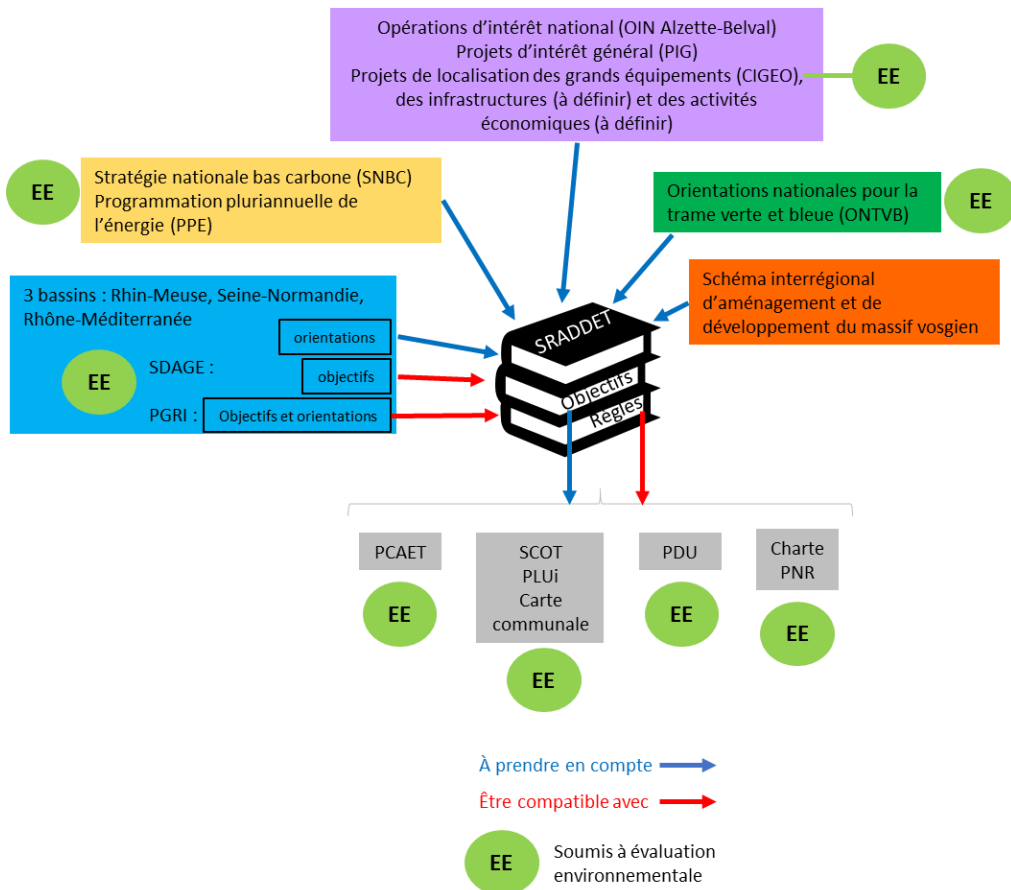 Opérations d’intérêt national (OIN Alzette-Belval)
Projets d’intérêt général (PIG)
Projets de localisation des grands équipements (CIGEO),
des infrastructures (à définir) et des activités
économiques (à définir)
EE
EE
Stratégie nationale bas carbone (SNBC)
Programmation pluriannuelle de
l’énergie (PPE)
Orientations nationales pour la
trame verte et bleue (ONTVB)
EE
3 bassins : Rhin-Meuse, Seine-Normandie,
Rhône-Méditerranée
orientations
SDAGE :
objectifs
EE
PGRI :
Objectifs et orientations
Schéma interrégional
d’aménagement et de
développement du massif vosgien
SRADDET
Objectifs
Règles
PCAET
EE
SCOT
PLUi
Carte
communale
EE
PDU
EE
Charte
PNR
EE
À prendre en compte
Être compatible avec
EE
Soumis à évaluation
environnementale